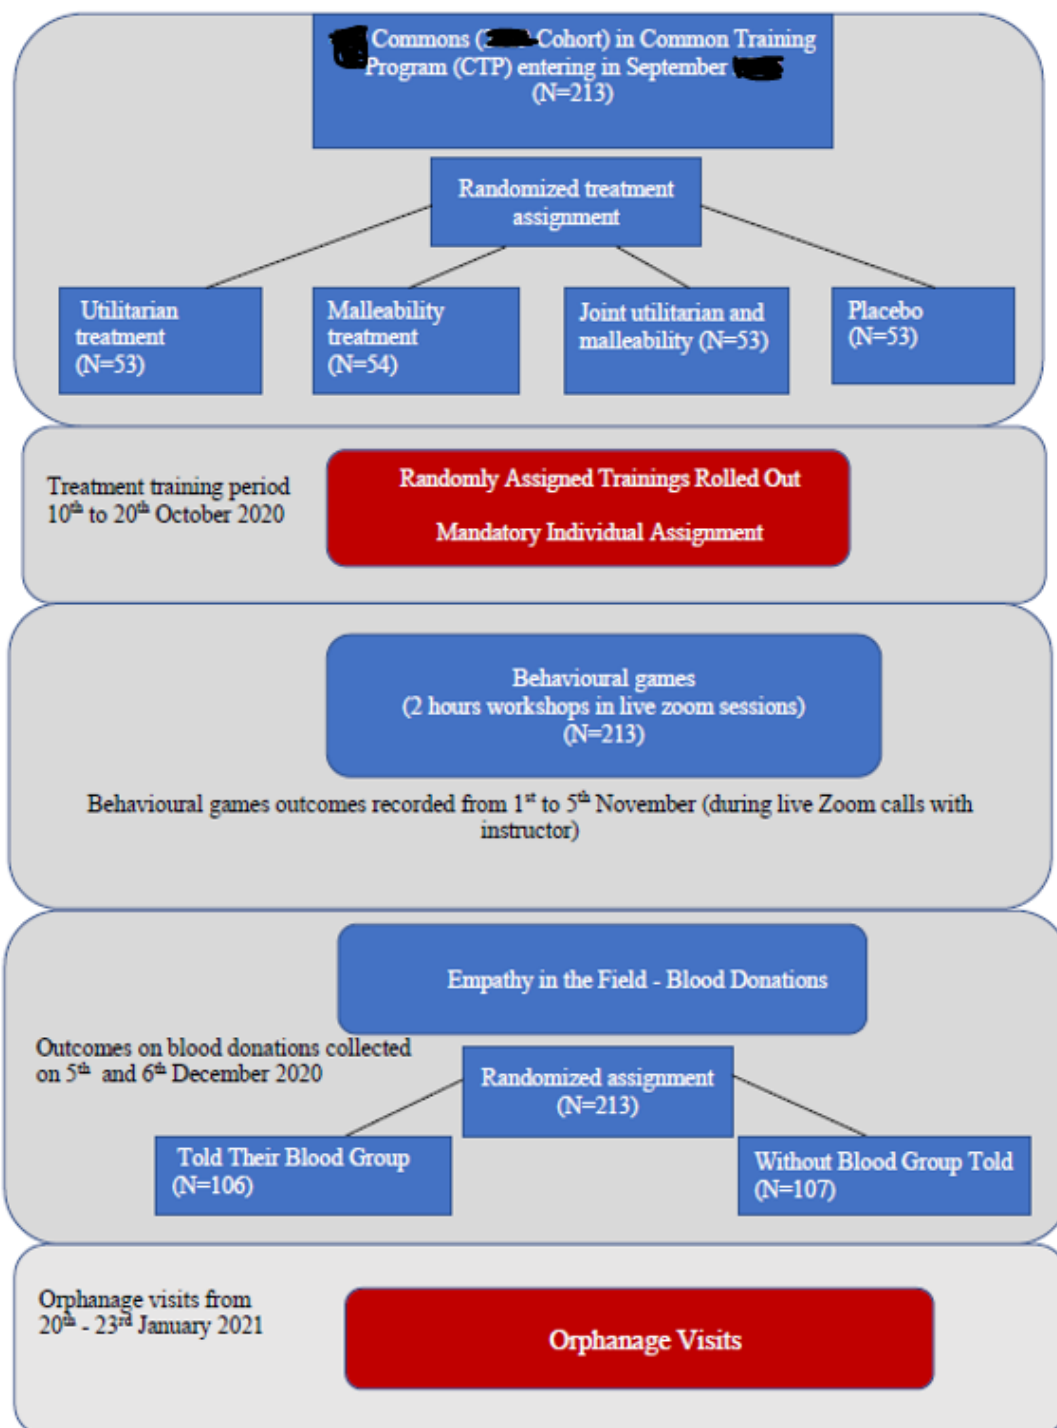 Commons ( Cohort) in Common Training
Program (CTP) entering in September
(N=213)
Randomized treatment
assignment
Utilitarian
treatment
(N=53)
Malleability
treatment
(N=54)
Joint utilitarian and
malleability (N=53)
Placebo
(N=53)
Treatment training period
10th to 20th October 2020
Randomly Assigned Trainings Rolled Out
Mandatory Individual Assignment
Behavioural games
(2 hours workshops in live zoom sessions)
(N=213)
Behavioural games outcomes recorded from 1st to 5th November (during live Zoom calls with
instructor)
Empathy in the Field - Blood Donations
Outcomes on blood donations collected
on 5th and 6th December 2020
Randomized assignment
(N=213)
Told Their Blood Group
(N=106)
Without Blood Group Told
(N=107)
Orphanage visits from
20th - 23rd January 2021
Orphanage Visits